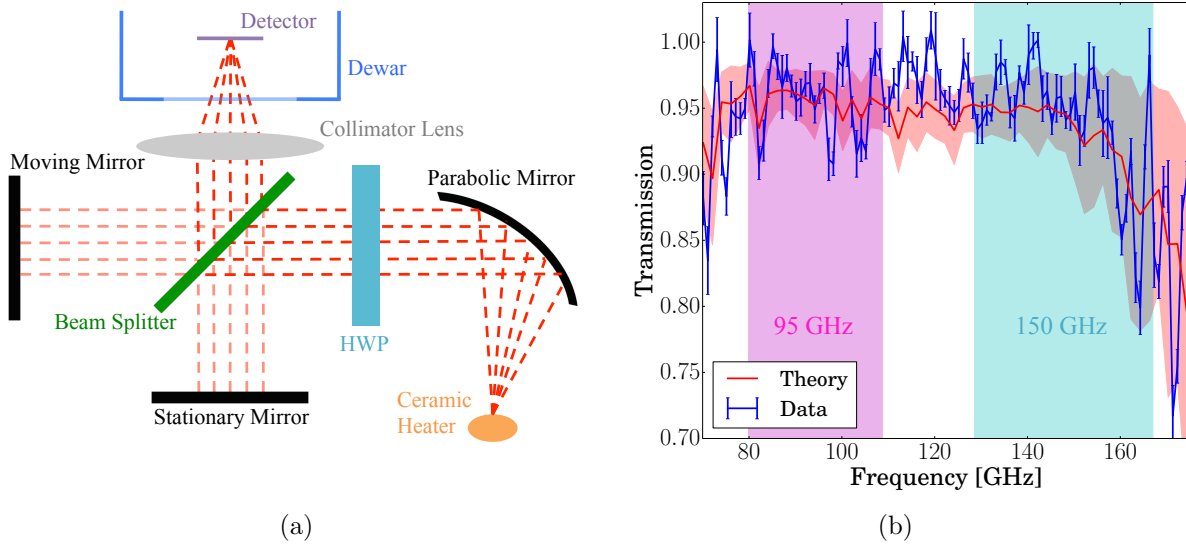 Detector
Dewar
Collimator Lens
Moving Mirror
Parabolic Mirror
Beam Splitter
HWP
Stationary Mirror
Ceramic
Heater
(a)
Transmission
1.00
0.95
0.90
0.85
0.80
0.75
0.70
95 GHz
150 GHz
Theory
Data
80
100
120
140
160
Frequency [GHz]
(b)